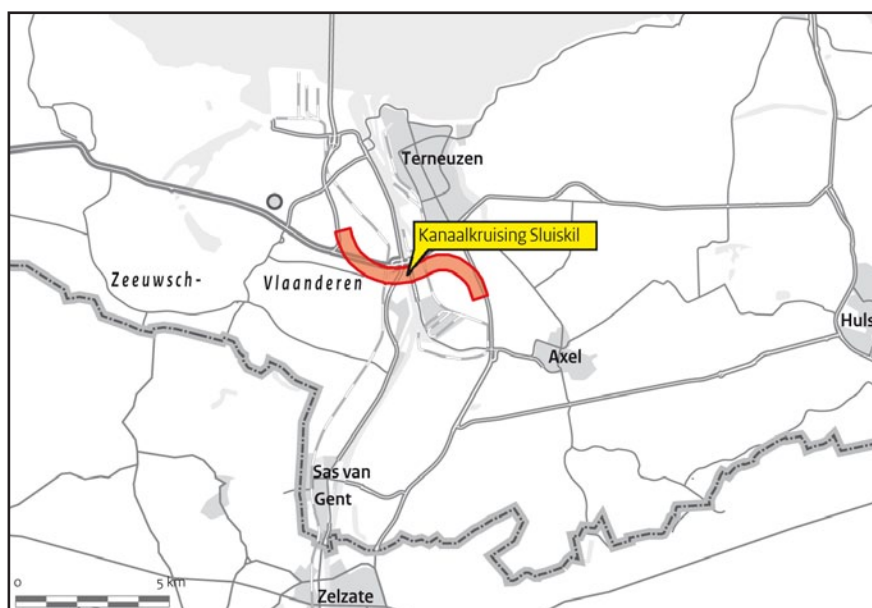 Terneuzen
Kanaalkruising Sluiskil
Zeeuwsch-
Vlaanderen
Huls
Axel
Sas van
Gent
0
5 km
Zelzate